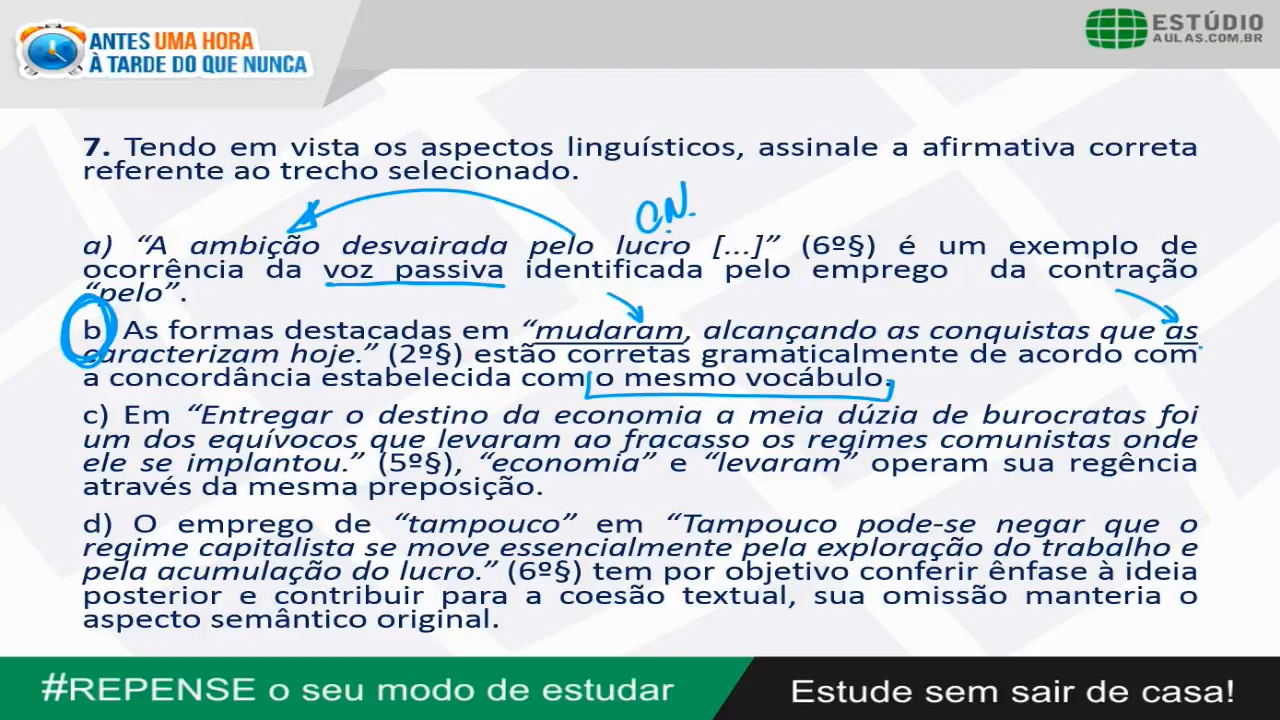 ANTES UMA HORA
À TARDE DO QUE NUNCA
ESTÚDIO
AULAS.COM.BR
7. Tendo em vista os aspectos linguísticos, assinale a afirmativa correta
referente ao trecho selecionado.
C.N.
a) “A ambição desvairada pelo lucro [...]” (6º§) é um exemplo de
ocorrência da voz passiva identificada pelo emprego da contração
“pelo”.
b) As formas destacadas em “mudaram, alcançando as conquistas que as
caracterizam hoje.” (2º§) estão corretas gramaticalmente de acordo com
a concordância estabelecida com o mesmo vocábulo.
c) Em “Entregar o destino da economia a meia dúzia de burocratas foi
um dos equívocos que levaram ao fracasso os regimes comunistas onde
ele se implantou.” (5º§), “economia” e “levaram” operam sua regência
através da mesma preposição.
d) O emprego de “tampouco” em “Tampouco pode-se negar que o
regime capitalista se move essencialmente pela exploração do trabalho e
pela acumulação do lucro.” (6º§) tem por objetivo conferir ênfase à ideia
posterior e contribuir para a coesão textual, sua omissão manteria o
aspecto semântico original.
#REPENSE o seu modo de estudar
Estude sem sair de casa!